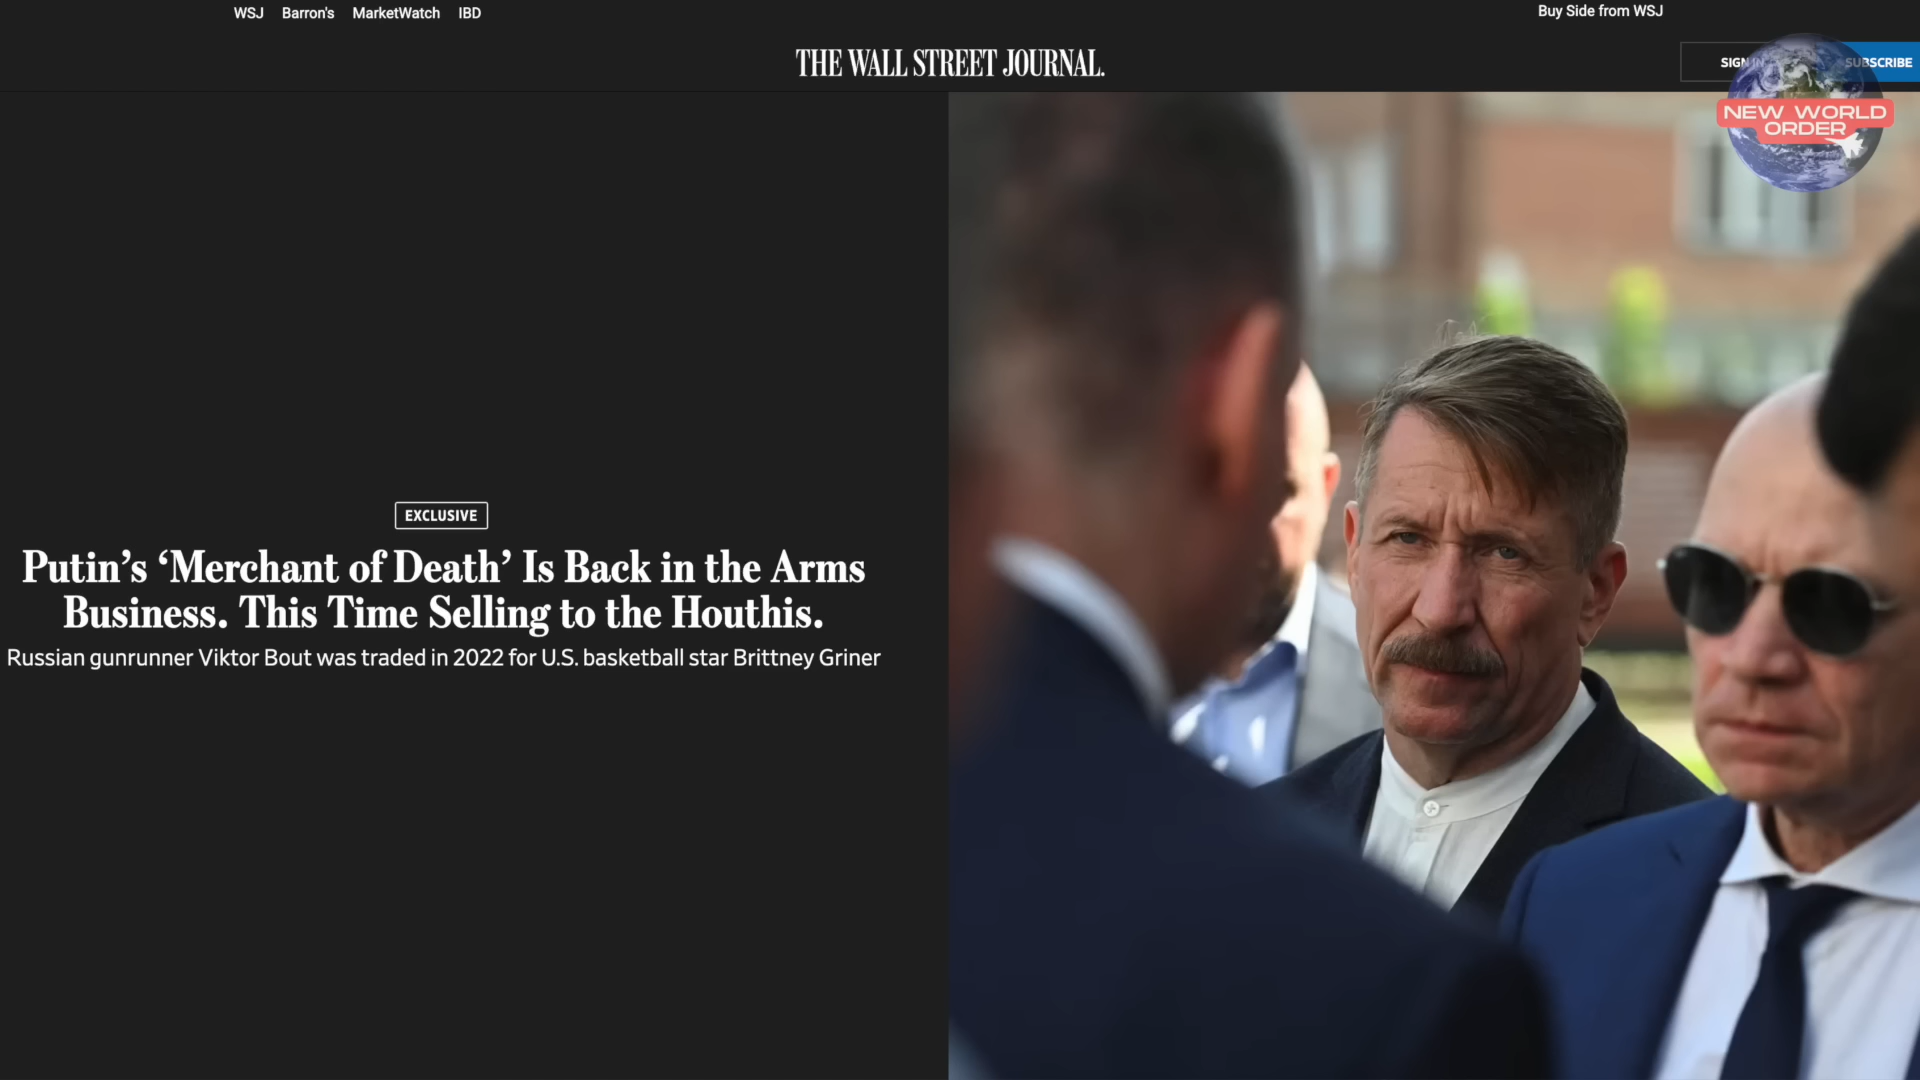 WSJ Barron's MarketWatch IBD
Buy Side from WSJ
THE WALL STREET JOURNAL.
SIGN IN
SUBSCRIBE
NEW WORLD
ORDER
EXCLUSIVE
Putin’s ‘Merchant of Death’ Is Back in the Arms
Business. This Time Selling to the Houthis.
Russian gunrunner Viktor Bout was traded in 2022 for U.S. basketball star Brittney Griner